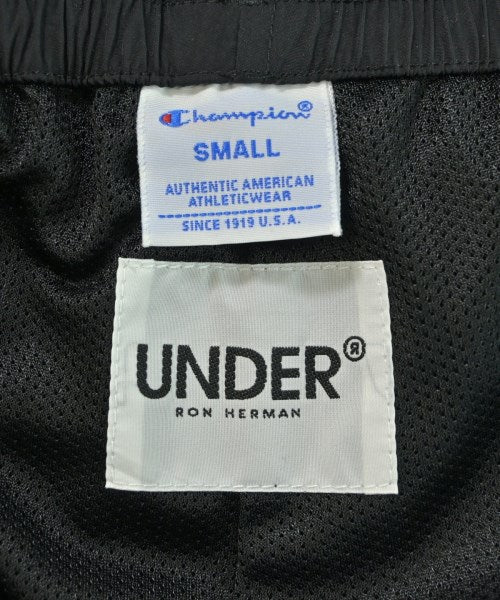 Champion®
SMALL
AUTHENTIC AMERICAN
ATHLETICWEAR
SINCE 1919 U.S.A.
UNDER®
RON HERMAN